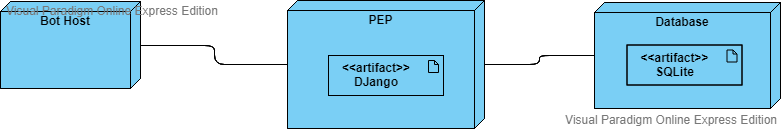 Visual Paradigm Online Express Edition
Bot Host
PEP
<<artifact>>
DJango
Database
<<artifact>>
SQLite
Visual Paradigm Online Express Edition